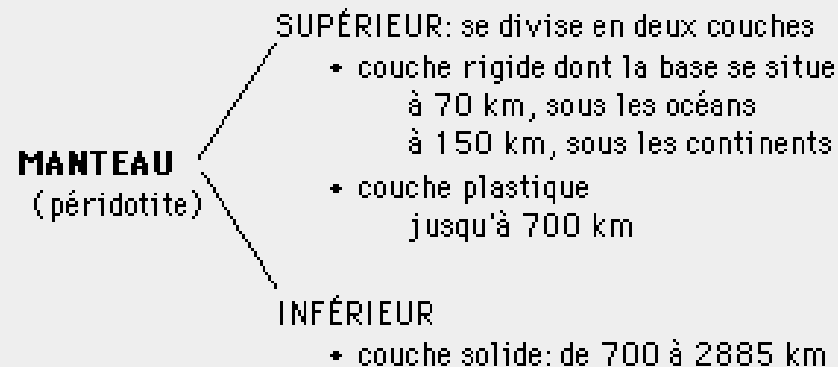 SUPÉRIEUR: se divise en deux couches
• couche rigide dont la base se situe
à 70 km, sous les océans
à 150 km, sous les continents
MANTEAU
(péridotite)
• couche plastique
jusqu'à 700 km
INFÉRIEUR
• couche solide: de 700 à 2885 km